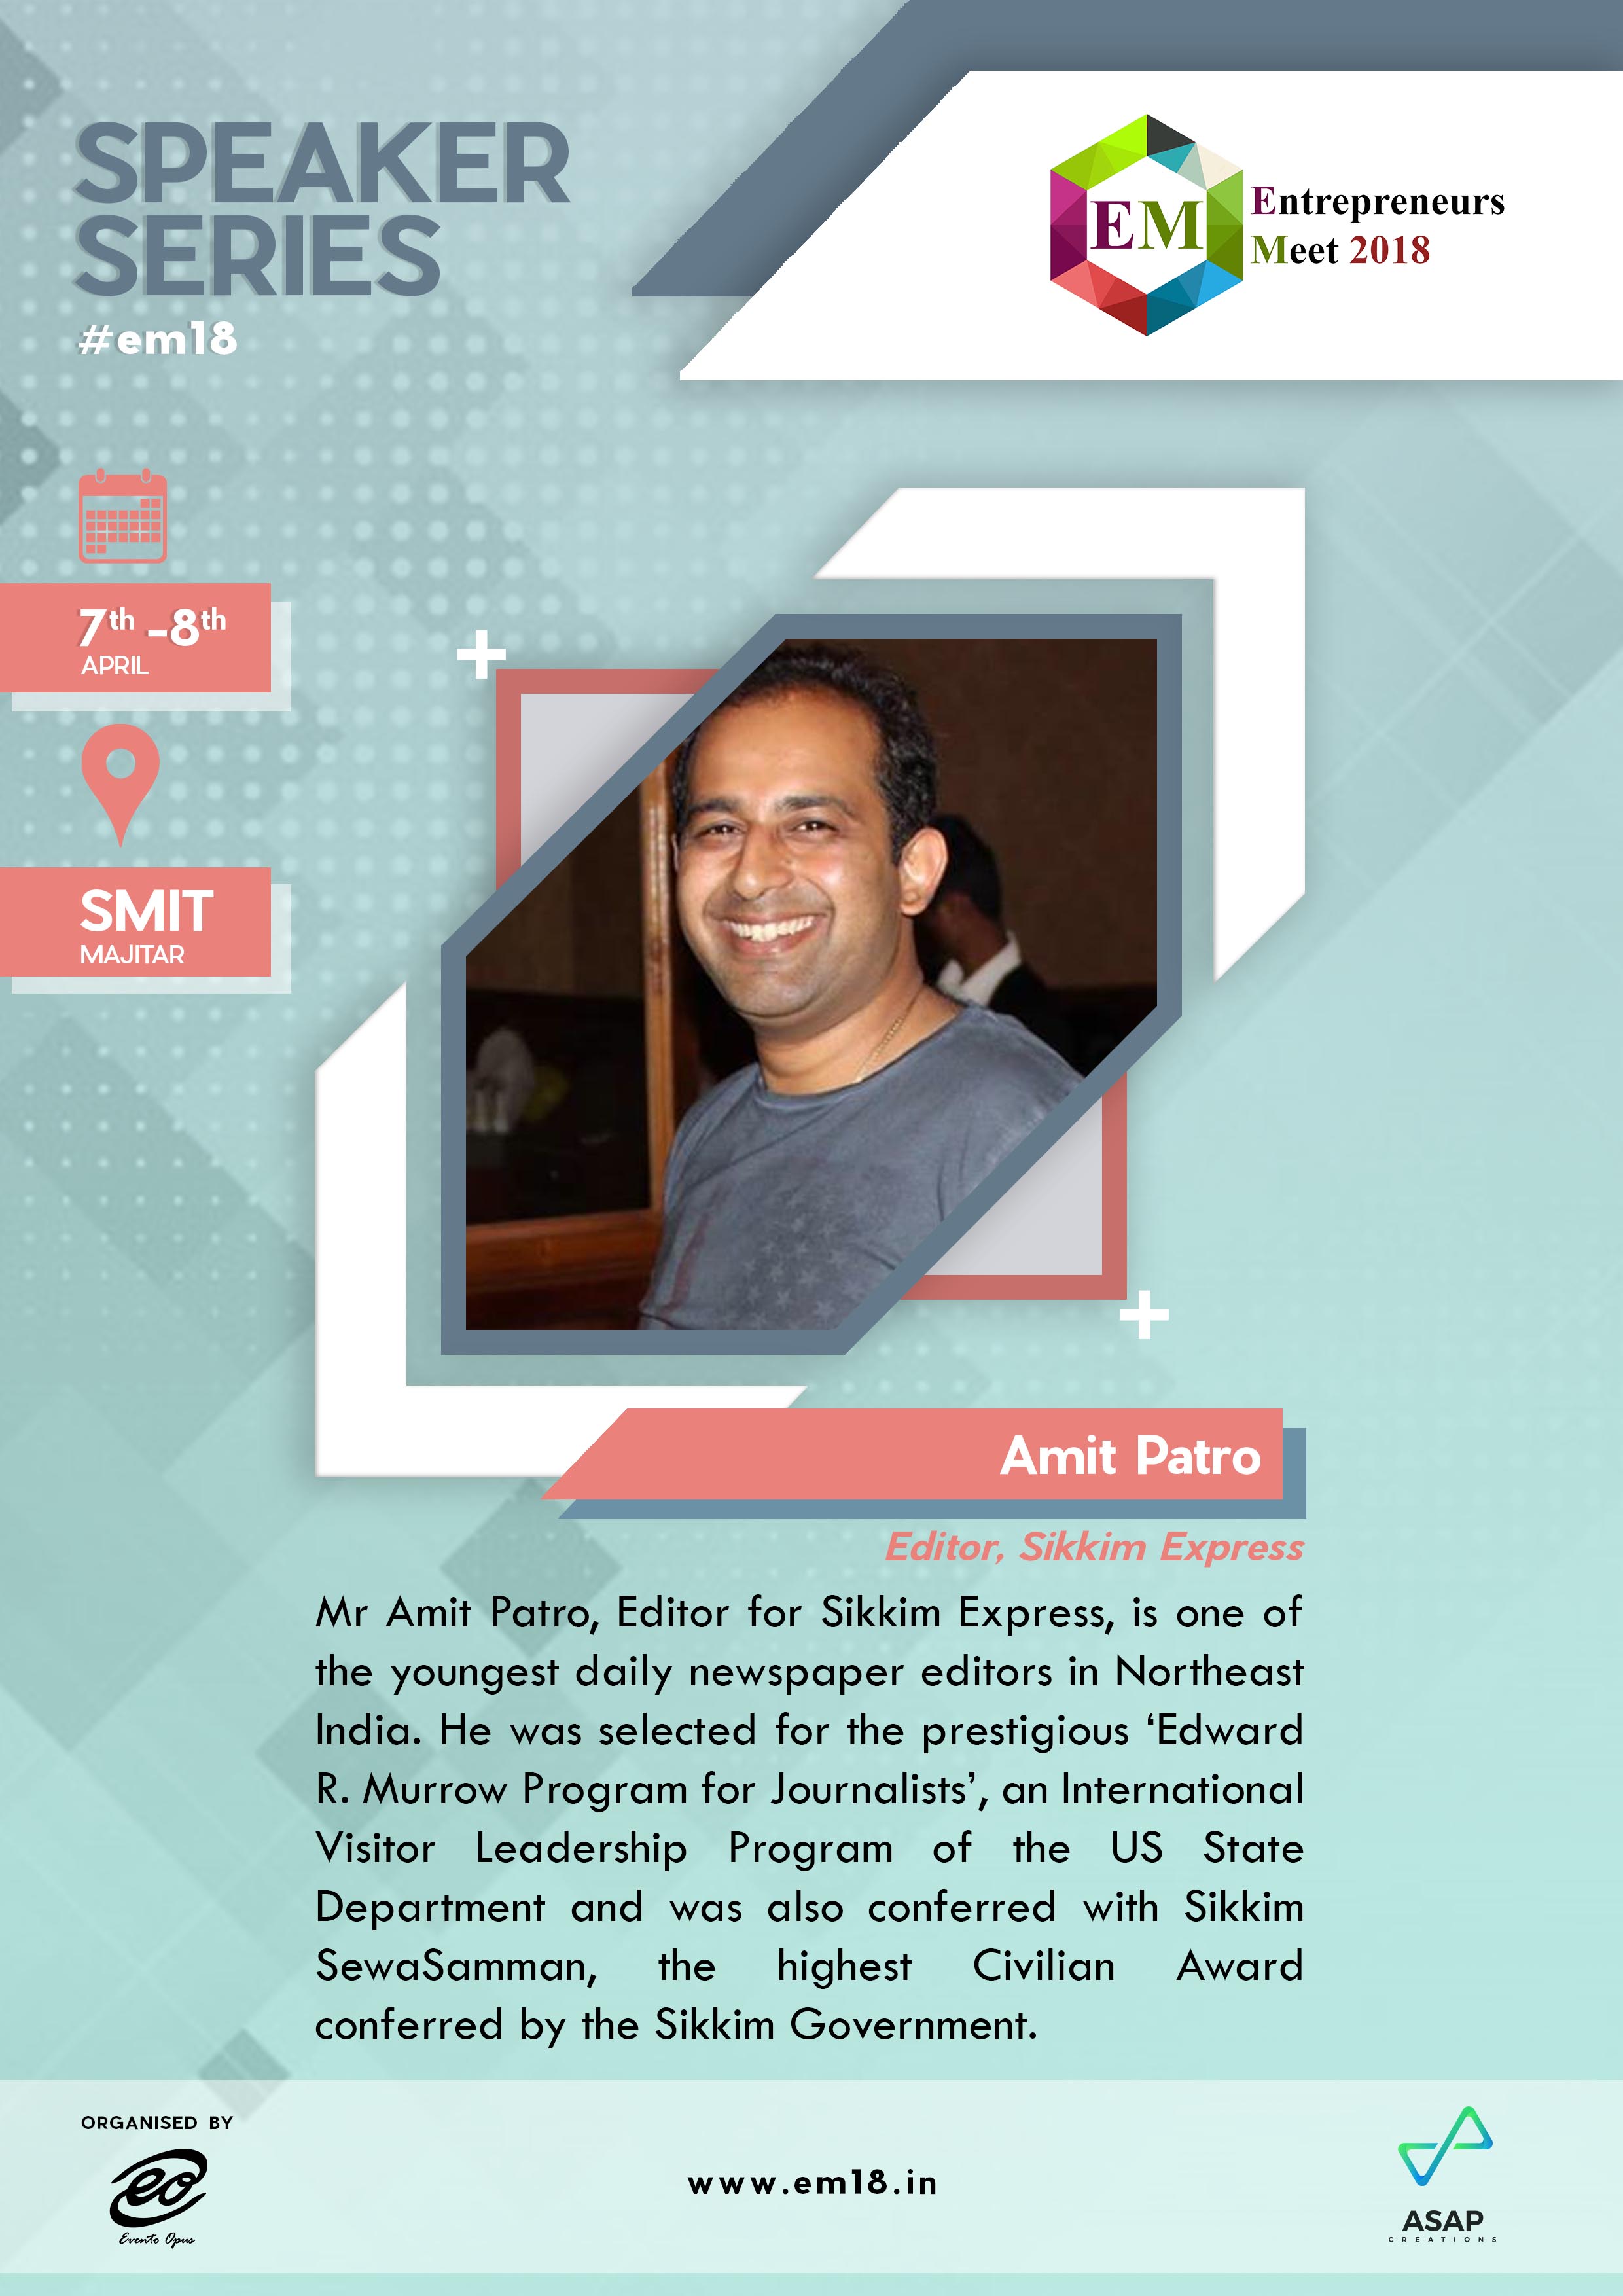 SPEAKER
SERIES
#em18
EM
Entrepreneurs
Meet 2018
7th -8th
APRIL
SMIT
MAJITAR
Amit Patro
Editor, Sikkim Express
Mr Amit Patro, Editor for Sikkim Express, is one of
the youngest daily newspaper editors in Northeast
India. He was selected for the prestigious ‘Edward
R. Murrow Program for Journalists’, an International
Visitor Leadership Program of the US State
Department and was also conferred with Sikkim
SewaSamman, the highest Civilian Award
conferred by the Sikkim Government.
ORGANISED BY
eo
Evento Opus
www.em18.in
ASAP
CREATIONS